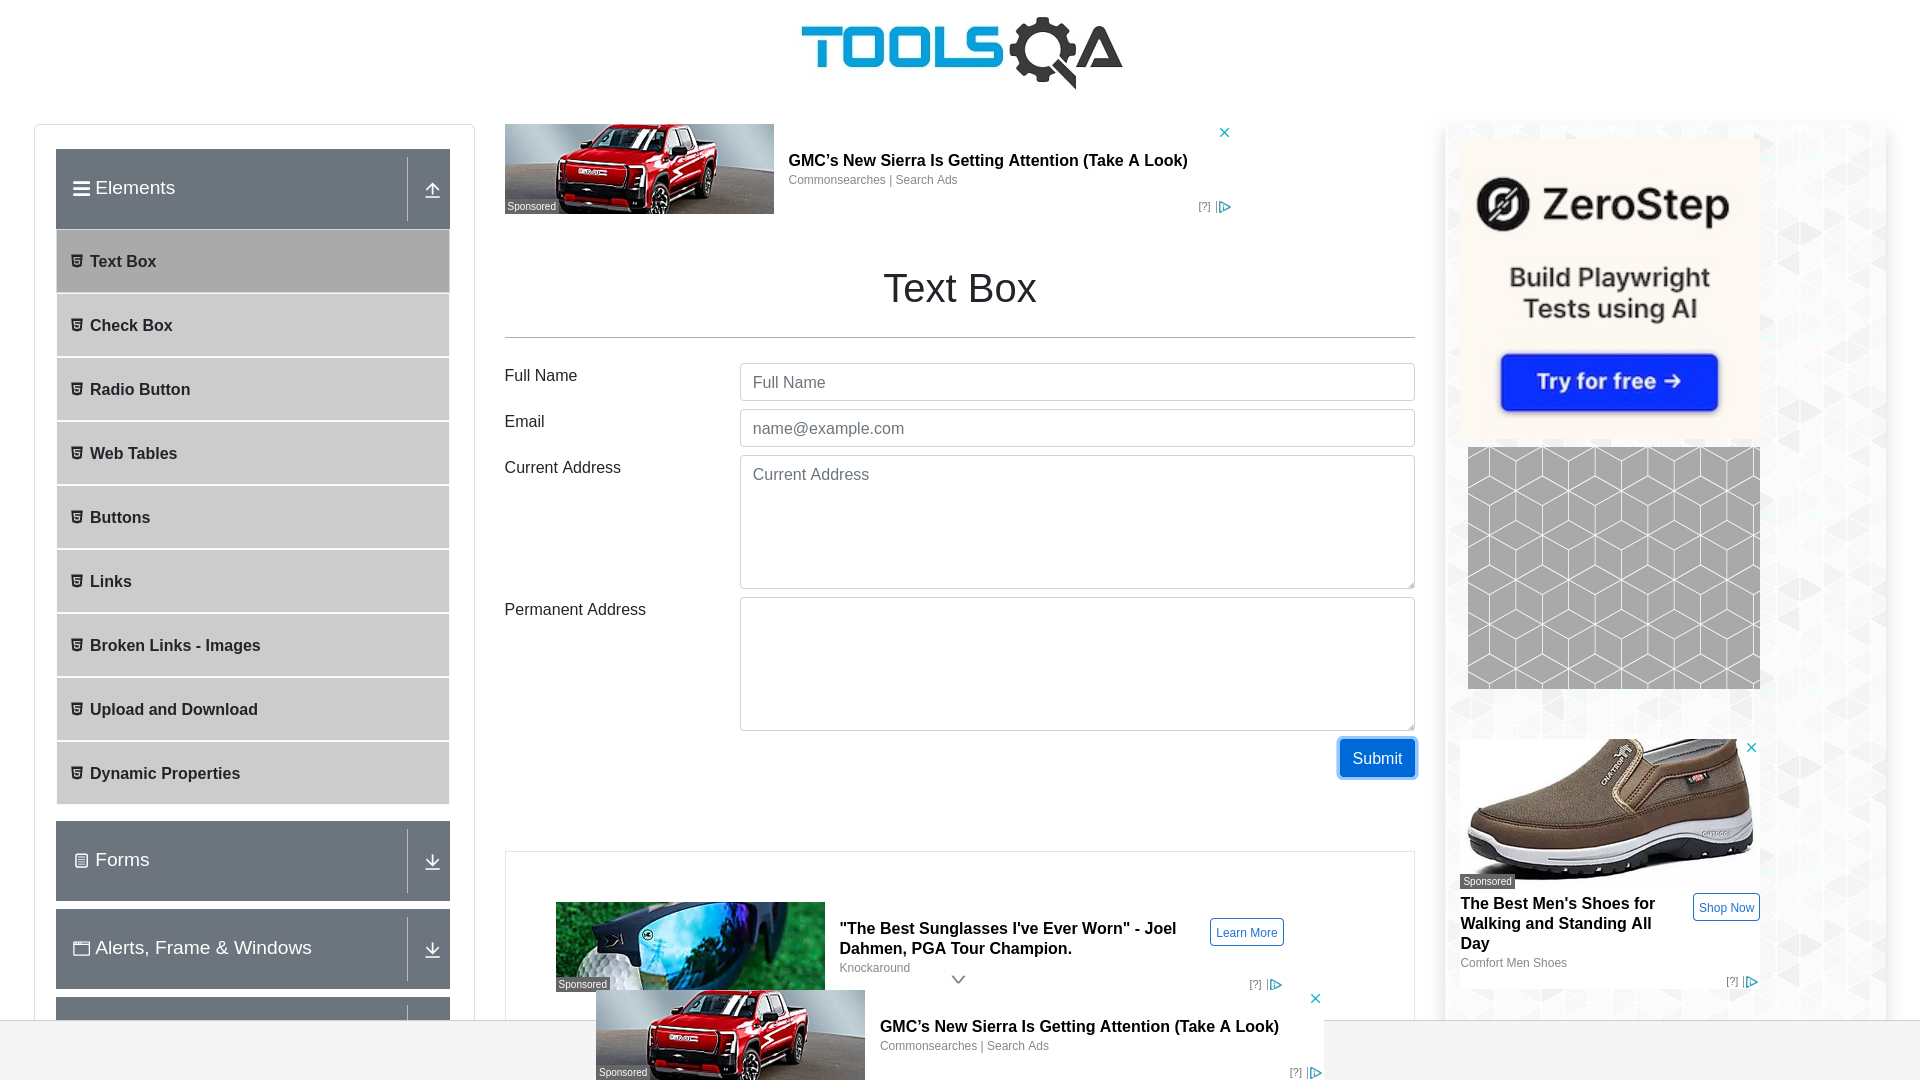 TOOLSQA
Elements
Text Box
Check Box
Radio Button
Web Tables
Buttons
Links
Broken Links - Images
Upload and Download
Dynamic Properties
Forms
Alerts, Frame & Windows
Sponsored
GMC’s New Sierra Is Getting Attention (Take A Look)
Commonsearches | Search Ads
[?]
Text Box
Full Name
Full Name
Email
name@example.com
Current Address
Current Address
Permanent Address
Submit
Sponsored
"The Best Sunglasses I've Ever Worn" - Joel
Dahmen, PGA Tour Champion.
Knockaround
Learn More
[?]
Sponsored
GMC’s New Sierra Is Getting Attention (Take A Look)
Commonsearches | Search Ads
[?]
ZeroStep
Build Playwright
Tests using AI
Try for free →
Sponsored
The Best Men's Shoes for
Walking and Standing All
Day
Comfort Men Shoes
Shop Now
[?]